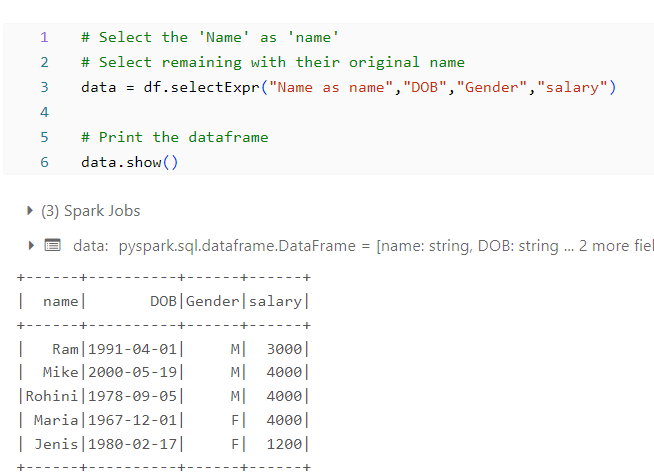 1 # Select the 'Name' as 'name'
2 # Select remaining with their original name
3 data = df.selectExpr("Name as name","DOB","Gender","salary")
4
5 # Print the dataframe
6 data.show()
(3) Spark Jobs
data: pyspark.sql.dataframe.DataFrame = [name: string, DOB: string ... 2 more fiel
+------+----------+------+------+
|  name|       DOB|Gender|salary|
+------+----------+------+------+
|   Ram|1991-04-01|     M|  3000|
|  Mike|2000-05-19|     M|  4000|
|Rohini|1978-09-05|     M|  4000|
| Maria|1967-12-01|     F|  4000|
| Jenis|1980-02-17|     F|  1200|
+------+----------+------+------+